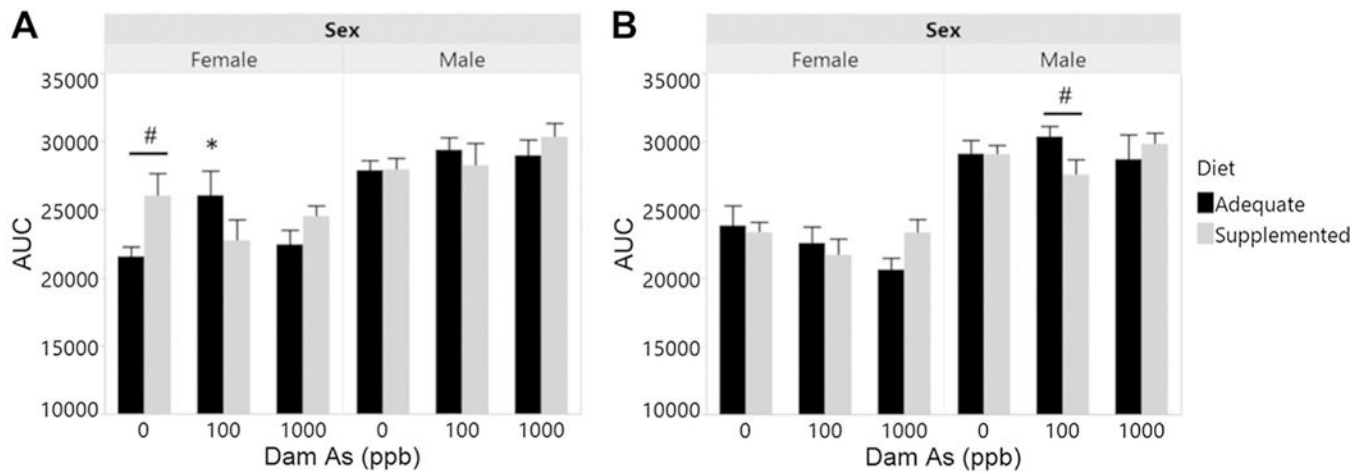 A
Sex
Female Male
35000
30000
25000
20000
15000
10000
AUC
#
*
0 100 1000 0 100 1000
Dam As (ppb)
B
Sex
Female Male
35000
30000
25000
20000
15000
10000
AUC
#
0 100 1000 0 100 1000
Dam As (ppb)
Diet
Adequate
Supplemented